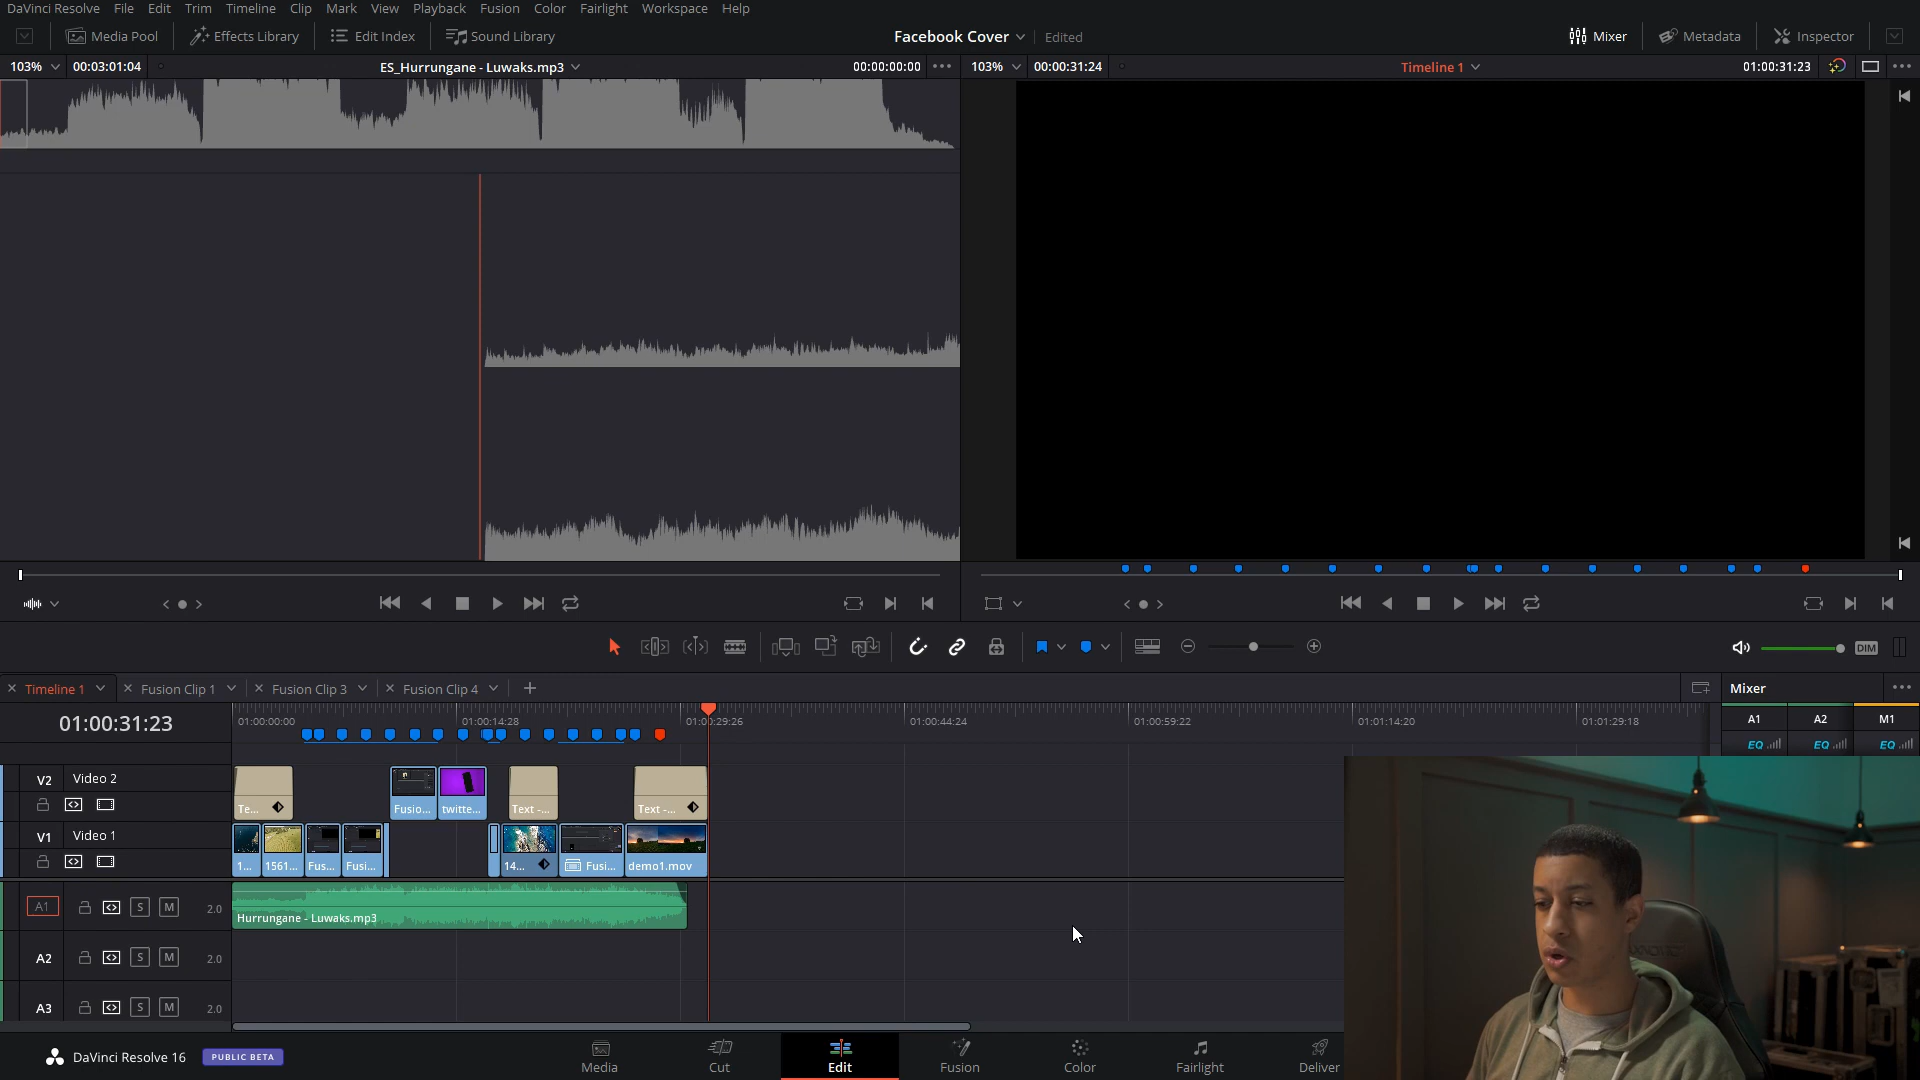 DaVinci Resolve File Edit Trim Timeline Clip Mark View Playback Fusion Color Fairlight Workspace Help
Media Pool Effects Library Edit Index Sound Library Facebook Cover Edited Mixer Metadata Inspector
103% 00:03:01:04 ES_Hurrungane - Luwaks.mp3 00:00:00:00 103% 00:00:31:24 Timeline 1 01:00:31:23
DIM
Timeline 1 Fusion Clip 1 Fusion Clip 3 Fusion Clip 4 Mixer
01:00:31:23 01:00:00:00 01:00:14:28 01:00:29:26 01:00:44:24 01:00:59:22 01:01:14:20 01:01:29:18 A1 A2 M1
EQ EQ EQ
V2 Video 2
Te... Fusio... twitte... Text -... Text -...
V1 Video 1
1... 1561... Fus... Fusi... 14... Fusi... demo1.mov
A1 S M 2.0
Hurrungane - Luwaks.mp3
A2 S M 2.0
A3 S M 2.0
DaVinci Resolve 16 PUBLIC BETA Media Cut Edit Fusion Color Fairlight Deliver